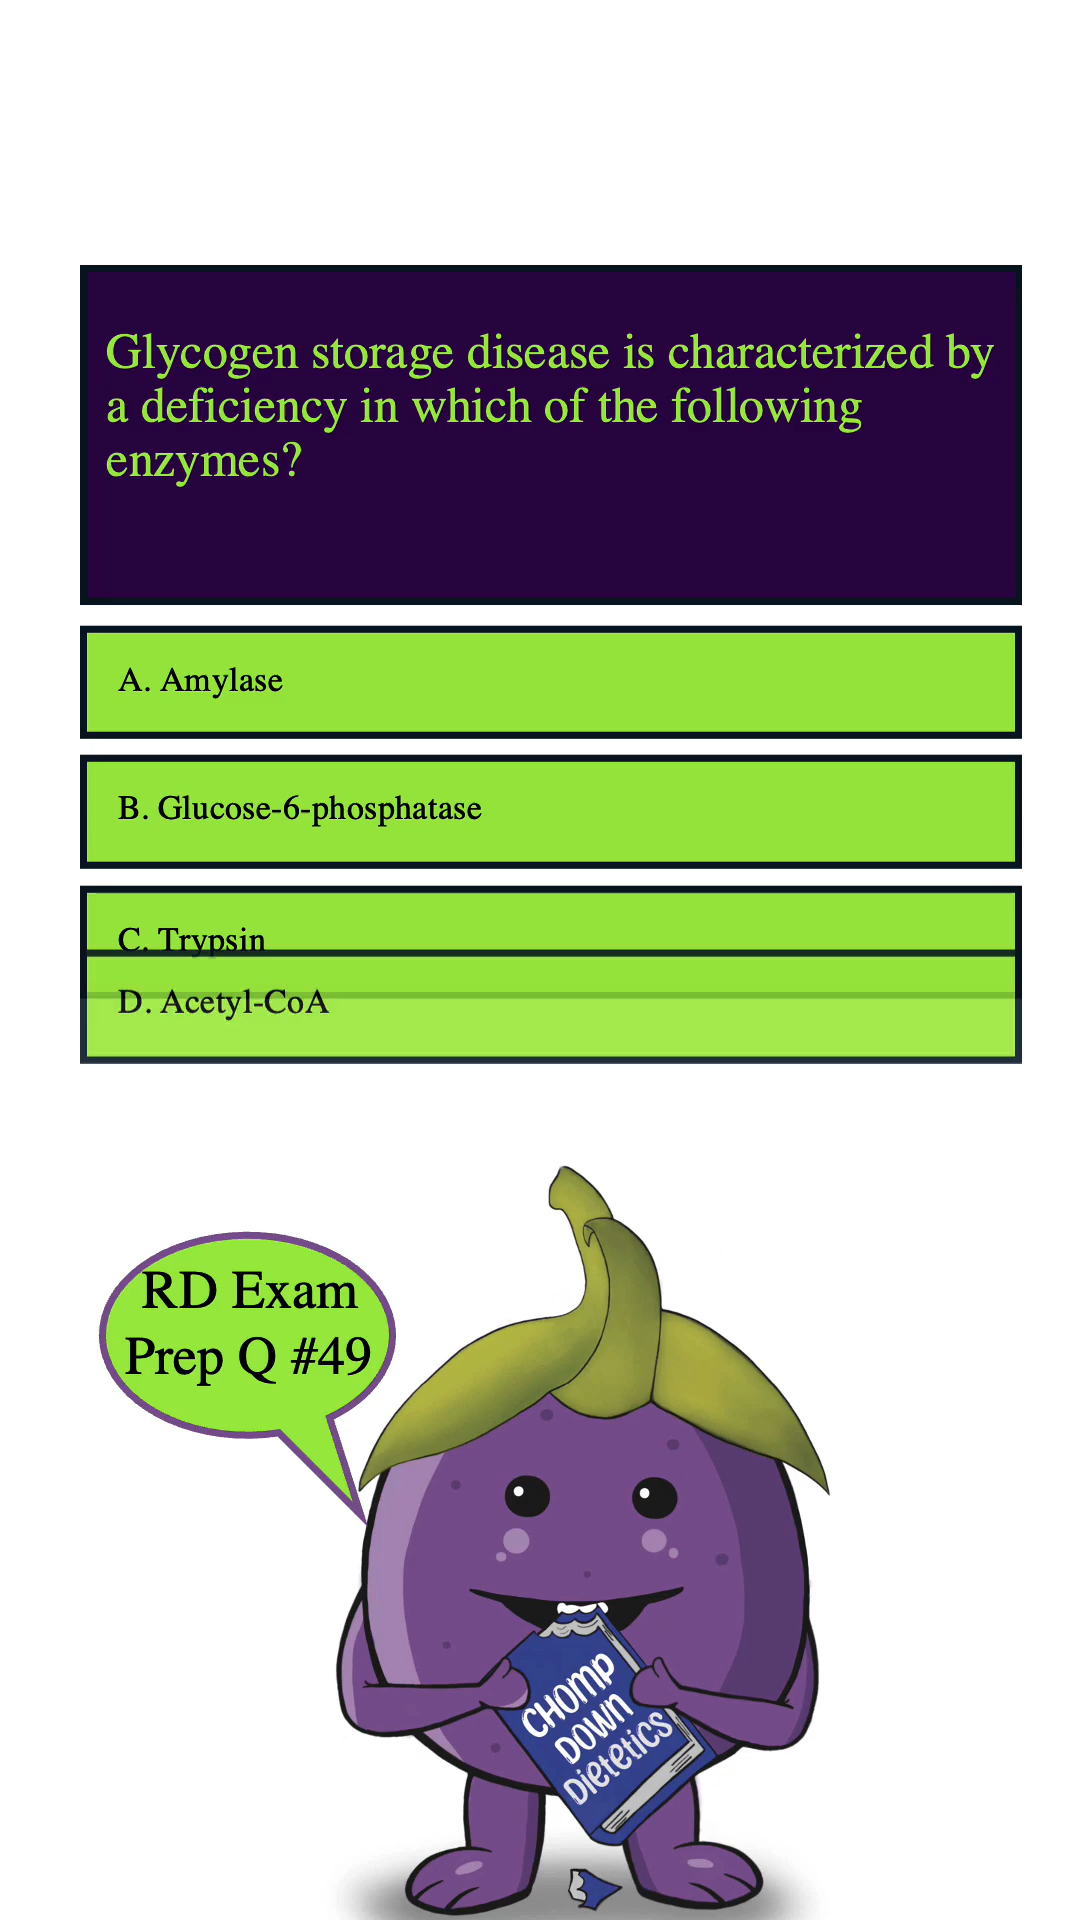 Glycogen storage disease is characterized by
a deficiency in which of the following
enzymes?
A. Amylase
B. Glucose-6-phosphatase
C. Trypsin
D. Acetyl-CoA
RD Exam
Prep Q #49
CHOMP
DOWN
Dietetics